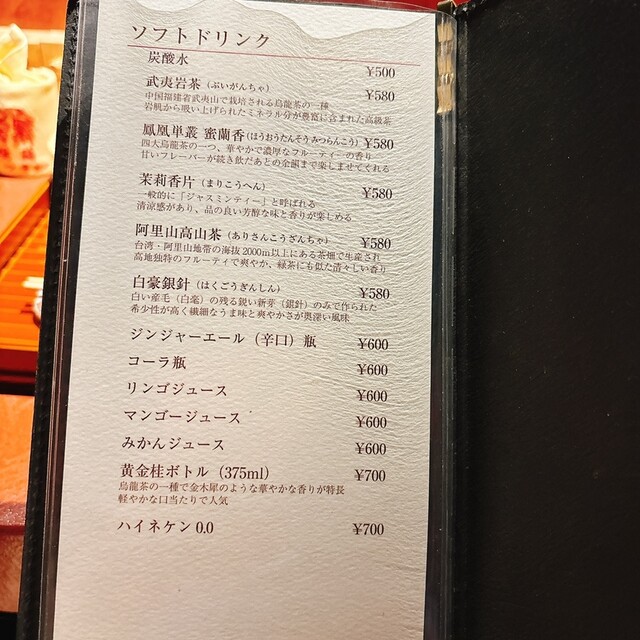 ソフトドリンク
炭酸水 ¥500
武夷岩茶（ぶいがんちゃ） ¥580
中国福建省武夷山で栽培される烏龍茶の一種
岩肌から吸い上げられたミネラル分が豊富に含まれた高級茶
鳳凰単叢 蜜蘭香（ほうおうたんそう みつらんこう） ¥580
四大烏龍茶の一つ、華やかで濃厚なフルーティーの香り
甘いフレーバーが続き飲だあとの余韻まで楽しませてくれる
茉莉香片（まりこうへん） ¥580
一般的に「ジャスミンティー」と呼ばれる
清涼感があり、品の良い芳醇な味と香りが楽しめる
阿里山高山茶（ありさんこうざんちゃ） ¥580
台湾・阿里山地帯の海抜2000m以上にある茶畑で生産され
高地独特のフルーティで爽やか、緑茶にも似た清々しい香り
白豪銀針（はくごうぎんしん） ¥580
白い産毛（白毫）の残る鋭い新芽（銀針）のみで作られた
希少性が高く繊細なうま味と爽やかさが奥深い風味
ジンジャーエール（辛口）瓶 ¥600
コーラ瓶 ¥600
リンゴジュース ¥600
マンゴージュース ¥600
みかんジュース ¥600
黄金桂ボトル（375ml） ¥700
烏龍茶の一種で金木犀のような華やかな香りが特長
軽やかな口当たりで人気
ハイネケン 0.0 ¥700